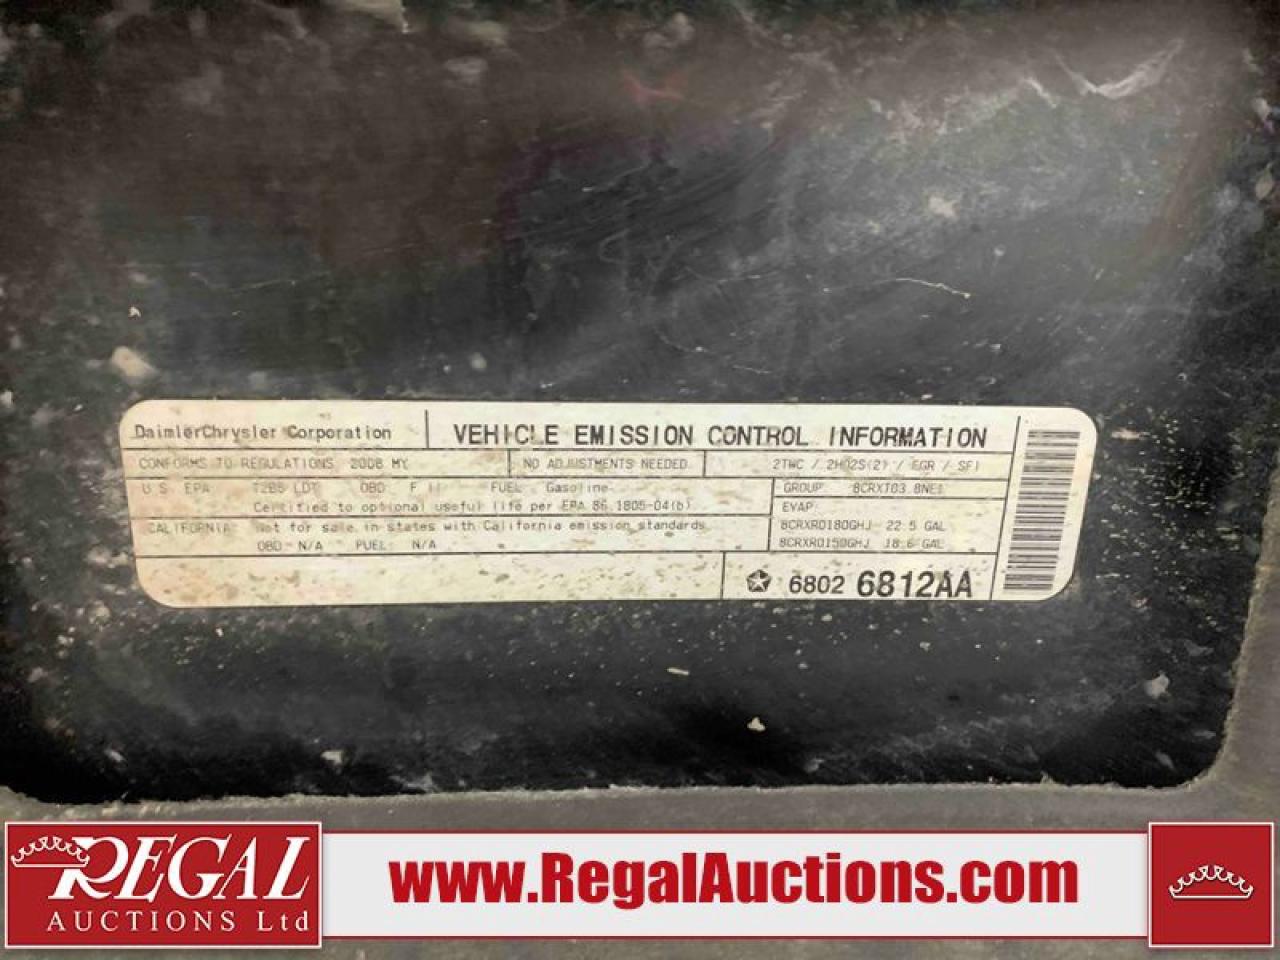 DaimlerChrysler Corporation
VEHICLE EMISSION CONTROL INFORMATION
CONFORMS TO REGULATIONS: 2008 MY
NO ADJUSTMENTS NEEDED
2TWC / 2HO2S(2) / EGR / SFI
U.S. EPA: T2B5 LDT OBD: F II FUEL: Gasoline
Certified to optional useful life per EPA 86.1805-04(b)
CALIFORNIA: Not for sale in states with California emission standards.
OBD: N/A FUEL: N/A
GROUP: 8CRXT03.8NE1
EVAP:
8CRXR0180GHJ 22.5 GAL
8CRXR0150GHJ 18.6 GAL
6802 6812AA
REGAL
AUCTIONS Ltd
www.RegalAuctions.com